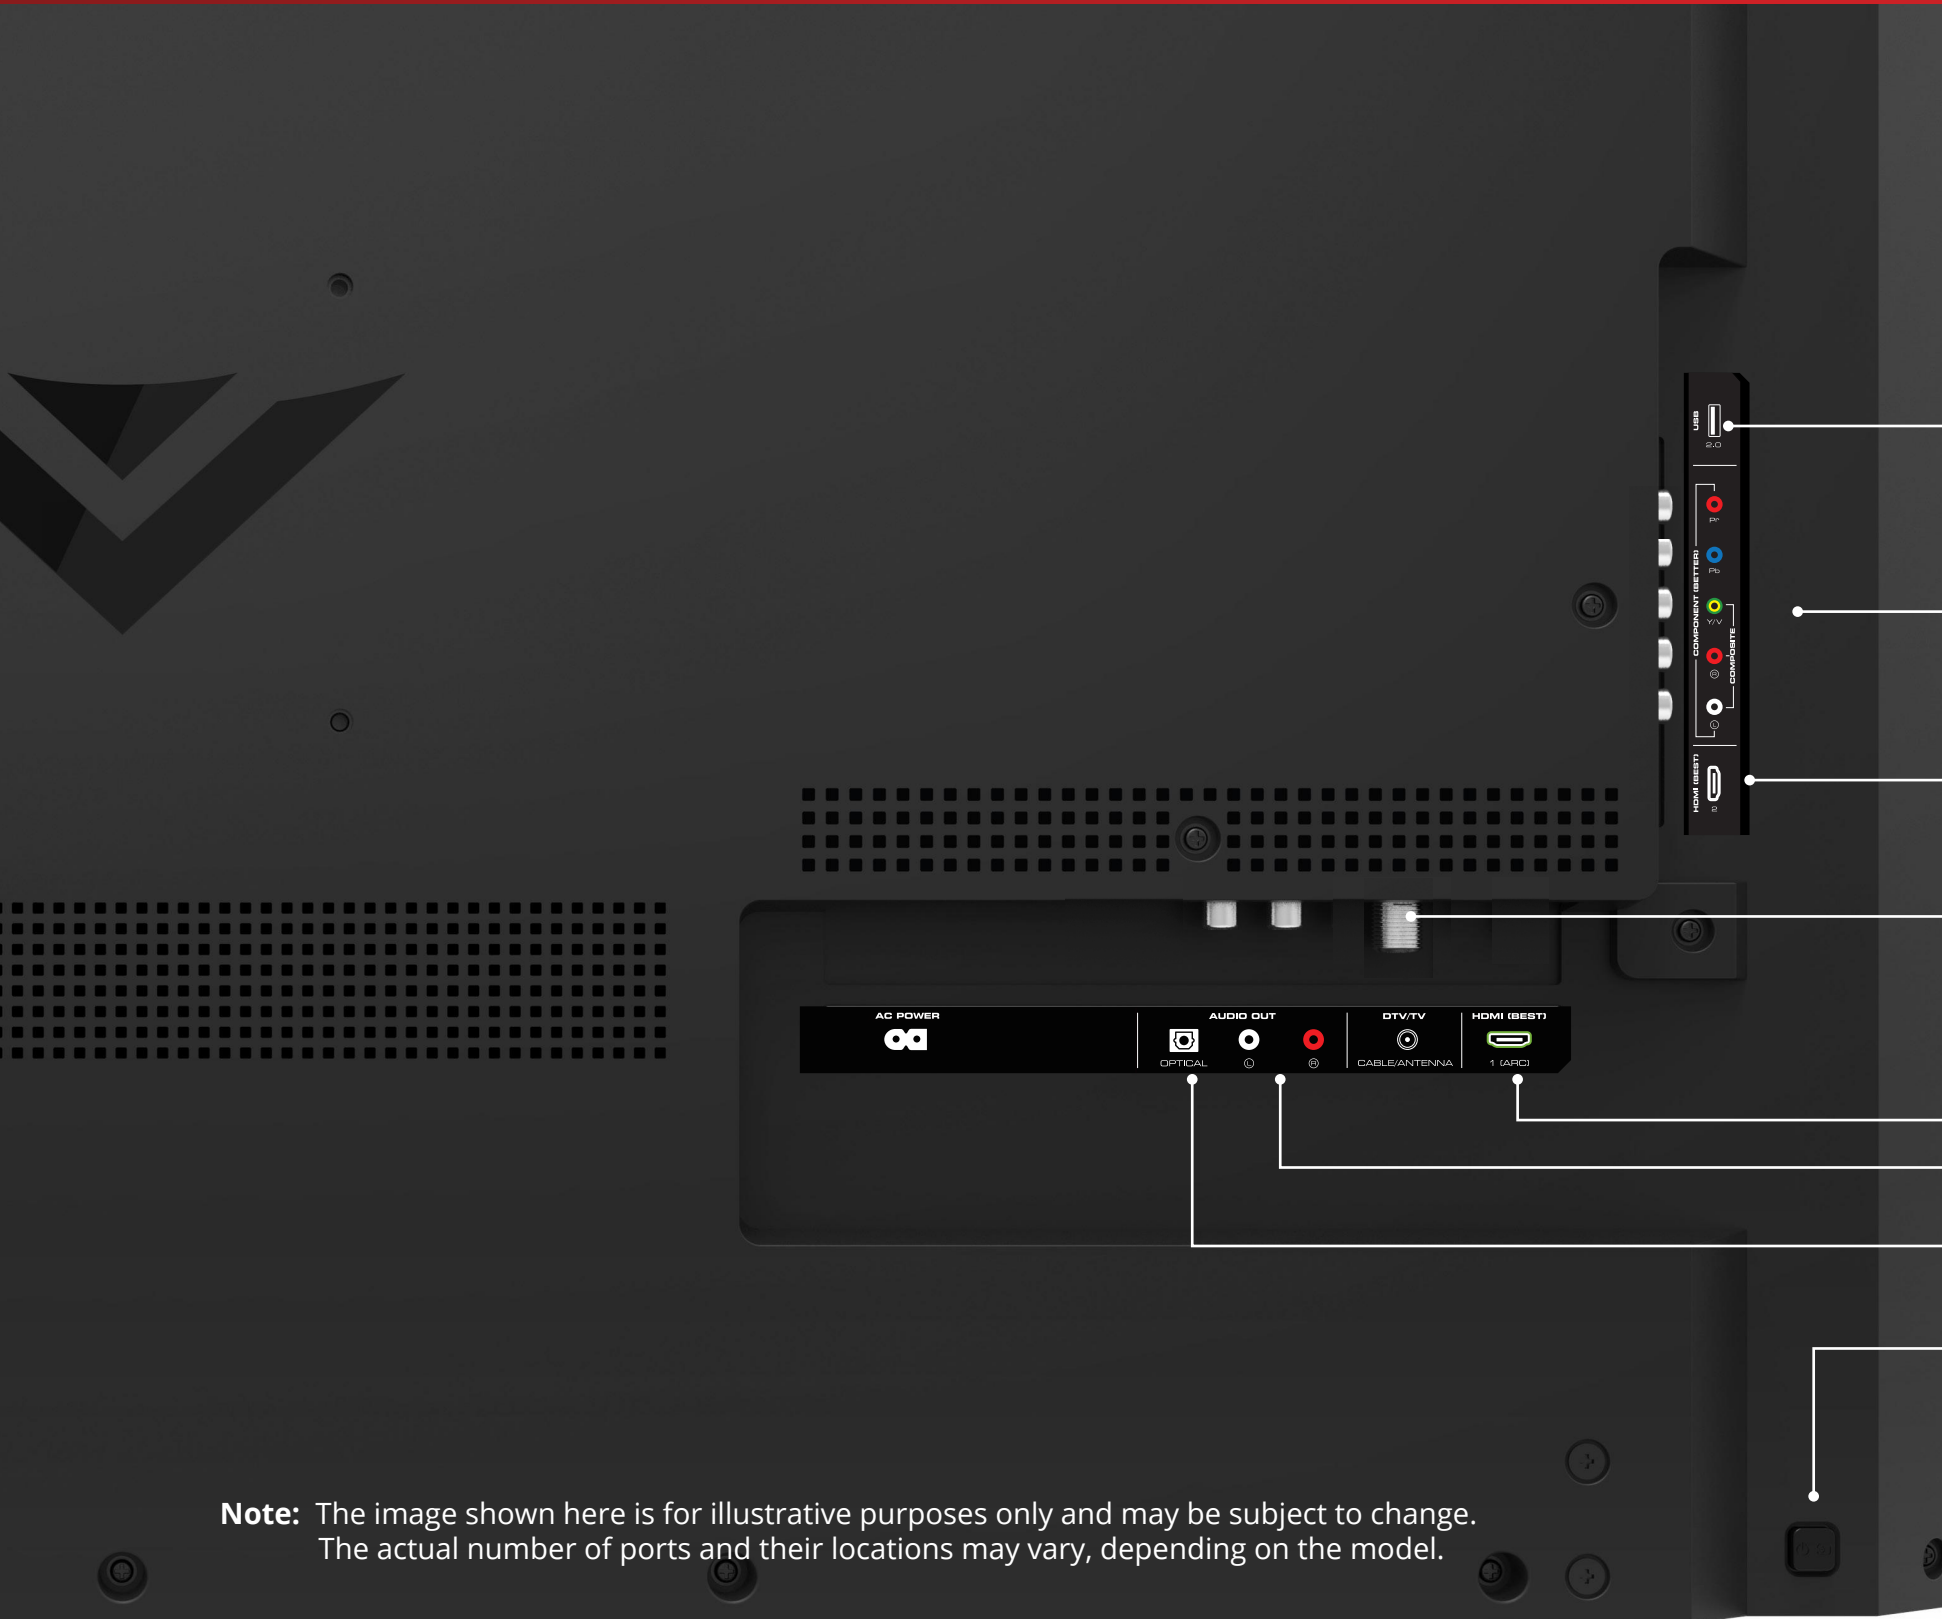 USB
2.0
Pr
Pb
COMPONENT (BETTER)
Y/V
COMPOSITE
R
L
HDMI (BEST)
2
AC POWER
AUDIO OUT
DTV/TV
HDMI (BEST)
OPTICAL
L
R
CABLE/ANTENNA
1 (ARC)
Note: The image shown here is for illustrative purposes only and may be subject to change.
The actual number of ports and their locations may vary, depending on the model.